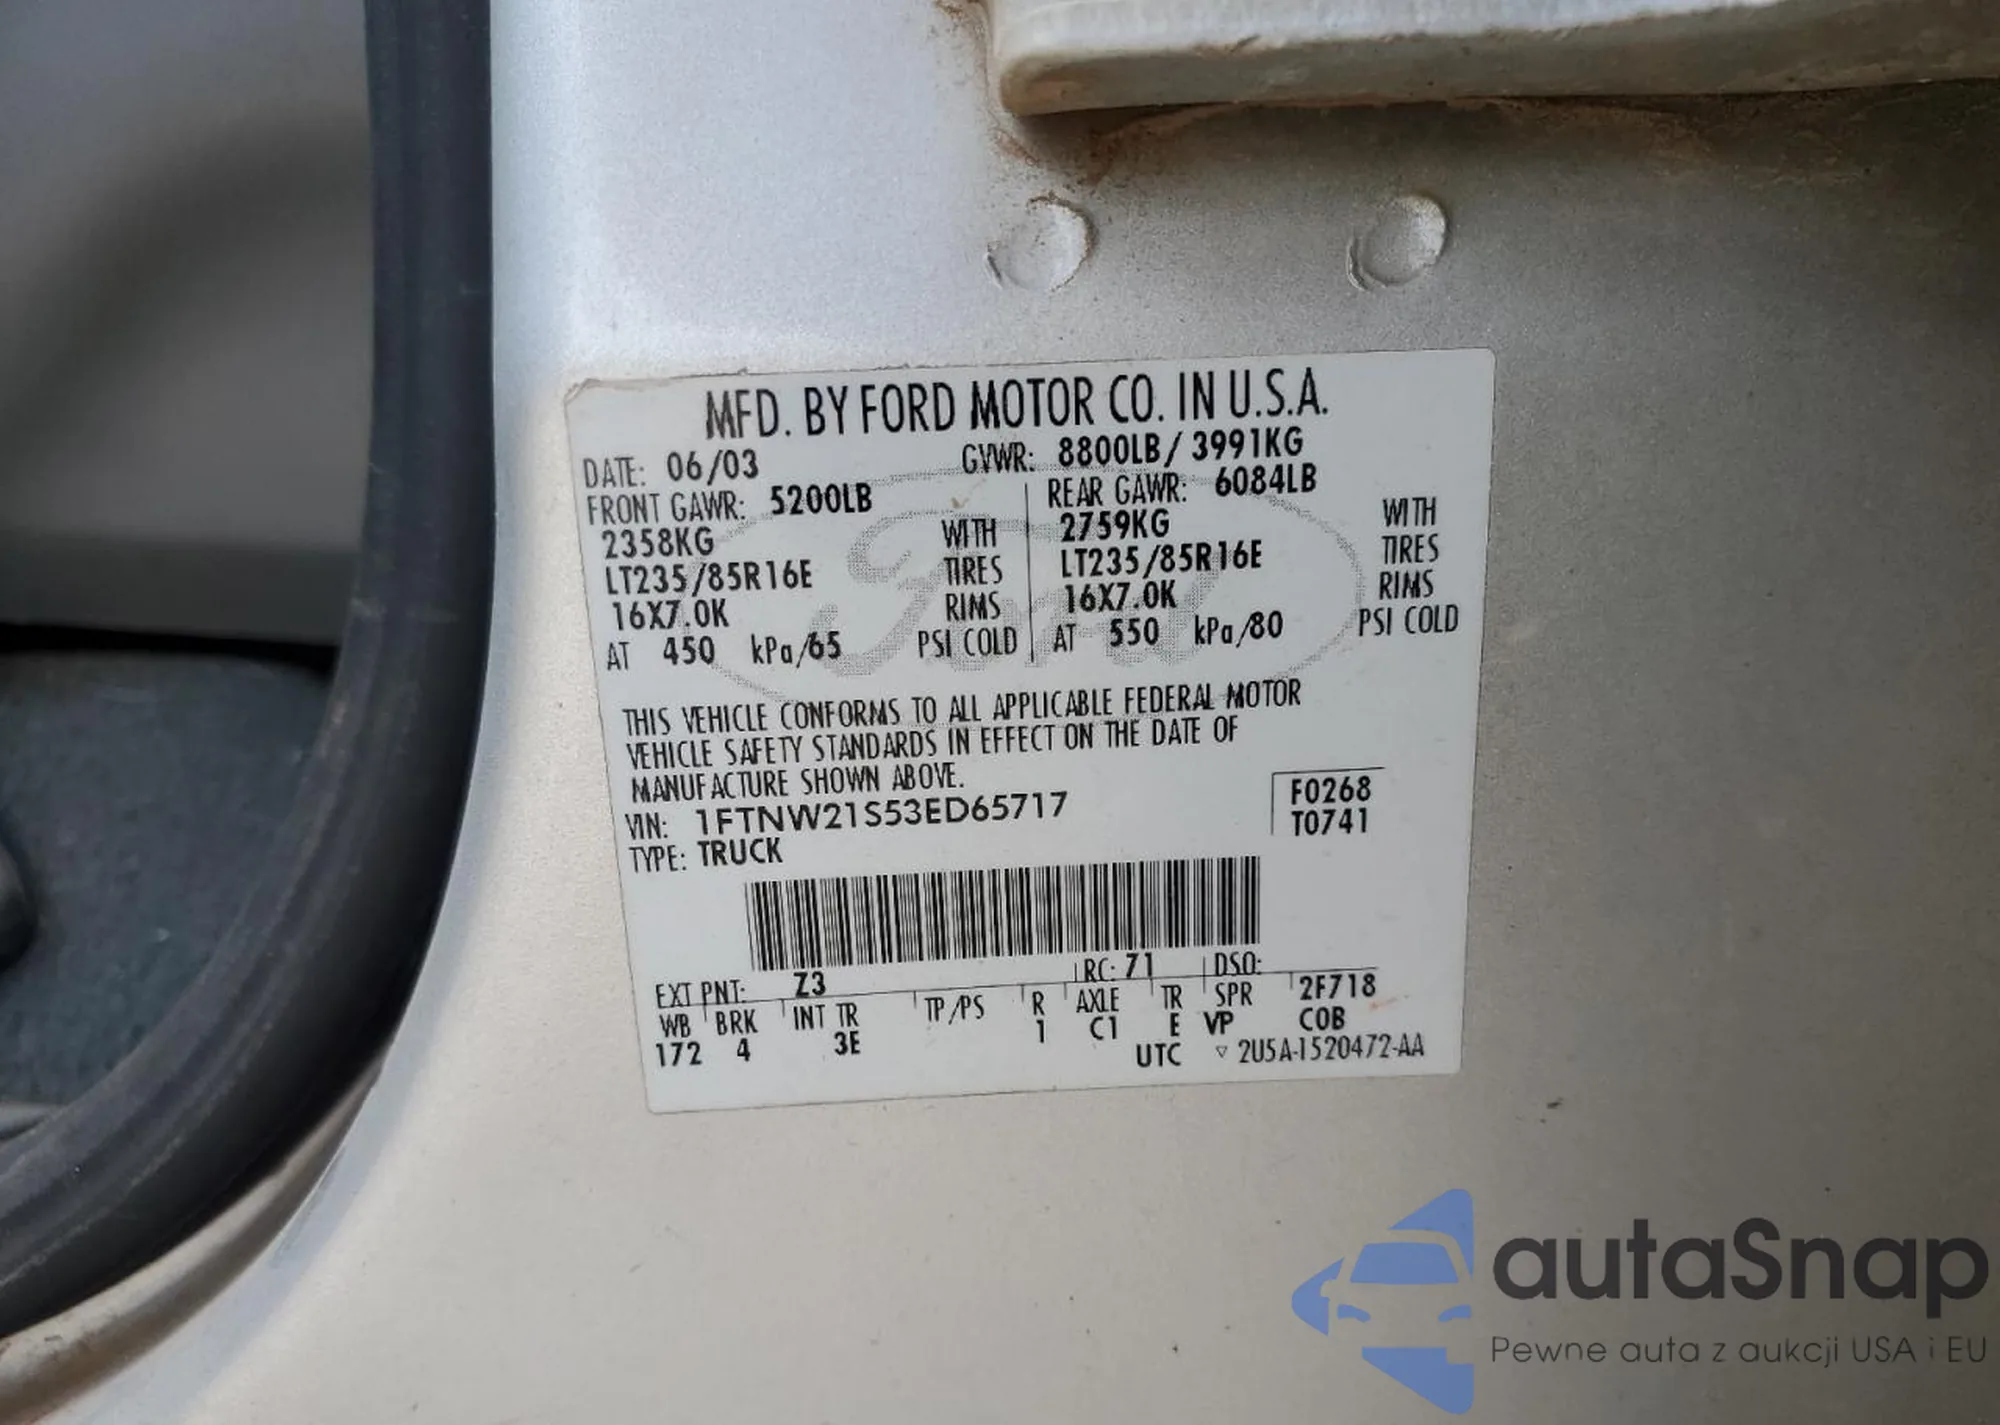 MFD. BY FORD MOTOR CO. IN U.S.A.
DATE: 06/03 GVWR: 8800LB/ 3991KG
FRONT GAWR: 5200LB REAR GAWR: 6084LB
2358KG WITH 2759KG WITH
LT235/85R16E TIRES LT235/85R16E TIRES
16X7.0K RIMS 16X7.0K RIMS
AT 450 kPa/65 PSI COLD AT 550 kPa/80 PSI COLD
Ford
THIS VEHICLE CONFORMS TO ALL APPLICABLE FEDERAL MOTOR
VEHICLE SAFETY STANDARDS IN EFFECT ON THE DATE OF
MANUFACTURE SHOWN ABOVE.
VIN: 1FTNW21S53ED65717 F0268
TYPE: TRUCK T0741
EXT PNT: Z3 RC: 71 DSO:
WB BRK INT TR TP/PS R AXLE TR SPR 2F718
172 4 3E 1 C1 E VP C0B
UTC ▽ 2U5A-1520472-AA
autaSnap
Pewne auta z aukcji USA i EU